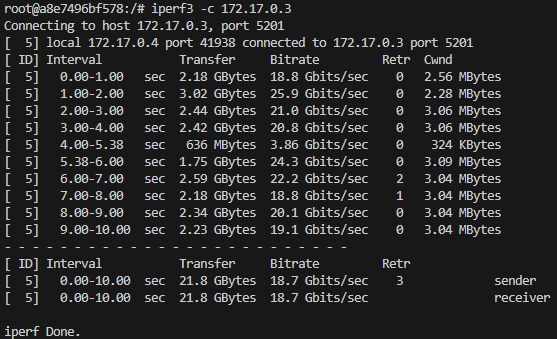 root@a8e7496bf578:/# iperf3 -c 172.17.0.3
Connecting to host 172.17.0.3, port 5201
[  5] local 172.17.0.4 port 41938 connected to 172.17.0.3 port 5201
[ ID] Interval           Transfer     Bitrate         Retr  Cwnd
[  5]   0.00-1.00   sec  2.18 GBytes  18.8 Gbits/sec    0   2.56 MBytes
[  5]   1.00-2.00   sec  3.02 GBytes  25.9 Gbits/sec    0   2.28 MBytes
[  5]   2.00-3.00   sec  2.44 GBytes  21.0 Gbits/sec    0   3.06 MBytes
[  5]   3.00-4.00   sec  2.42 GBytes  20.8 Gbits/sec    0   3.06 MBytes
[  5]   4.00-5.38   sec   636 MBytes  3.86 Gbits/sec    0    324 KBytes
[  5]   5.38-6.00   sec  1.75 GBytes  24.3 Gbits/sec    0   3.09 MBytes
[  5]   6.00-7.00   sec  2.59 GBytes  22.2 Gbits/sec    2   3.04 MBytes
[  5]   7.00-8.00   sec  2.18 GBytes  18.8 Gbits/sec    1   3.04 MBytes
[  5]   8.00-9.00   sec  2.34 GBytes  20.1 Gbits/sec    0   3.04 MBytes
[  5]   9.00-10.00  sec  2.23 GBytes  19.1 Gbits/sec    0   3.04 MBytes
- - - - - - - - - - - - - - - - - - - - - - - - -
[ ID] Interval           Transfer     Bitrate         Retr
[  5]   0.00-10.00  sec  21.8 GBytes  18.7 Gbits/sec    3             sender
[  5]   0.00-10.00  sec  21.8 GBytes  18.7 Gbits/sec                  receiver
iperf Done.